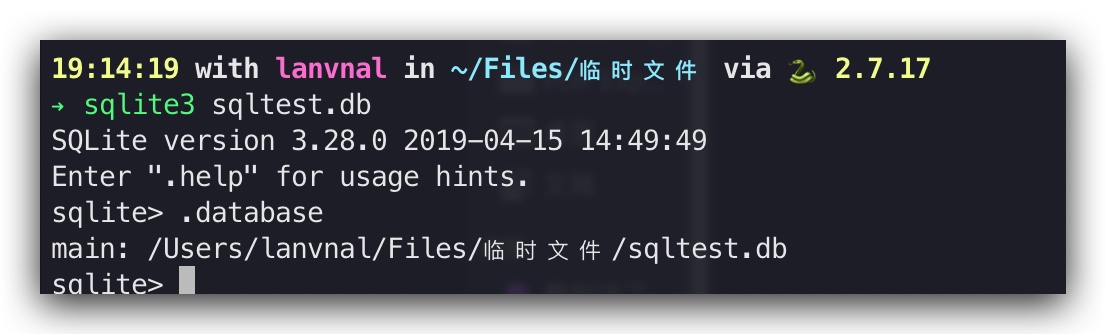 19:14:19 with lanvnal in ~/Files/临时文件 via 🐍 2.7.17
➜ sqlite3 sqltest.db
SQLite version 3.28.0 2019-04-15 14:49:49
Enter ".help" for usage hints.
sqlite> .database
main: /Users/lanvnal/Files/临时文件/sqltest.db
sqlite>